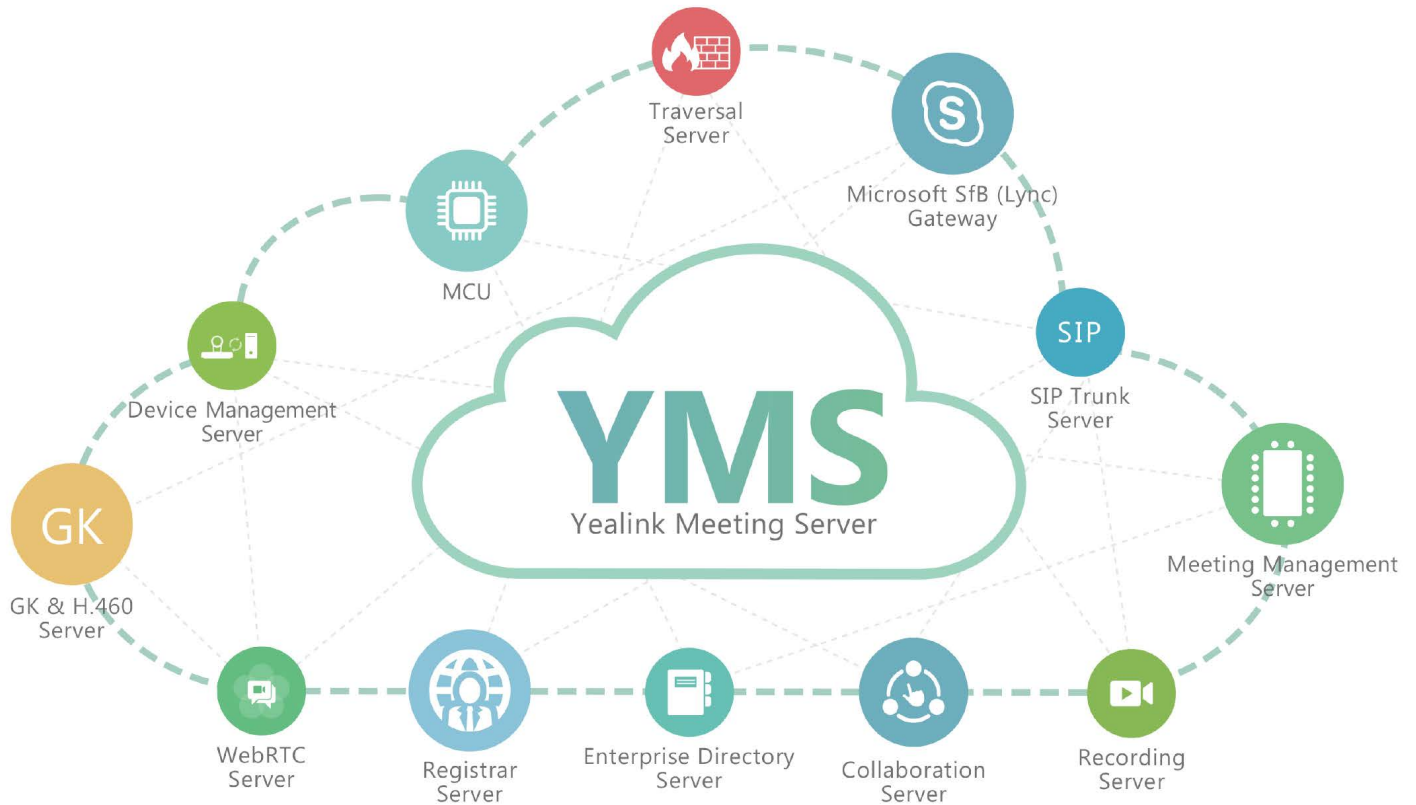 Traversal
Server
S
Microsoft SfB (Lync)
Gateway
MCU
SIP
SIP Trunk
Server
Device Management
Server
YMS
Yealink Meeting Server
GK
GK & H.460
Server
Meeting Management
Server
WebRTC
Server
Registrar
Server
Enterprise Directory
Server
Collaboration
Server
Recording
Server